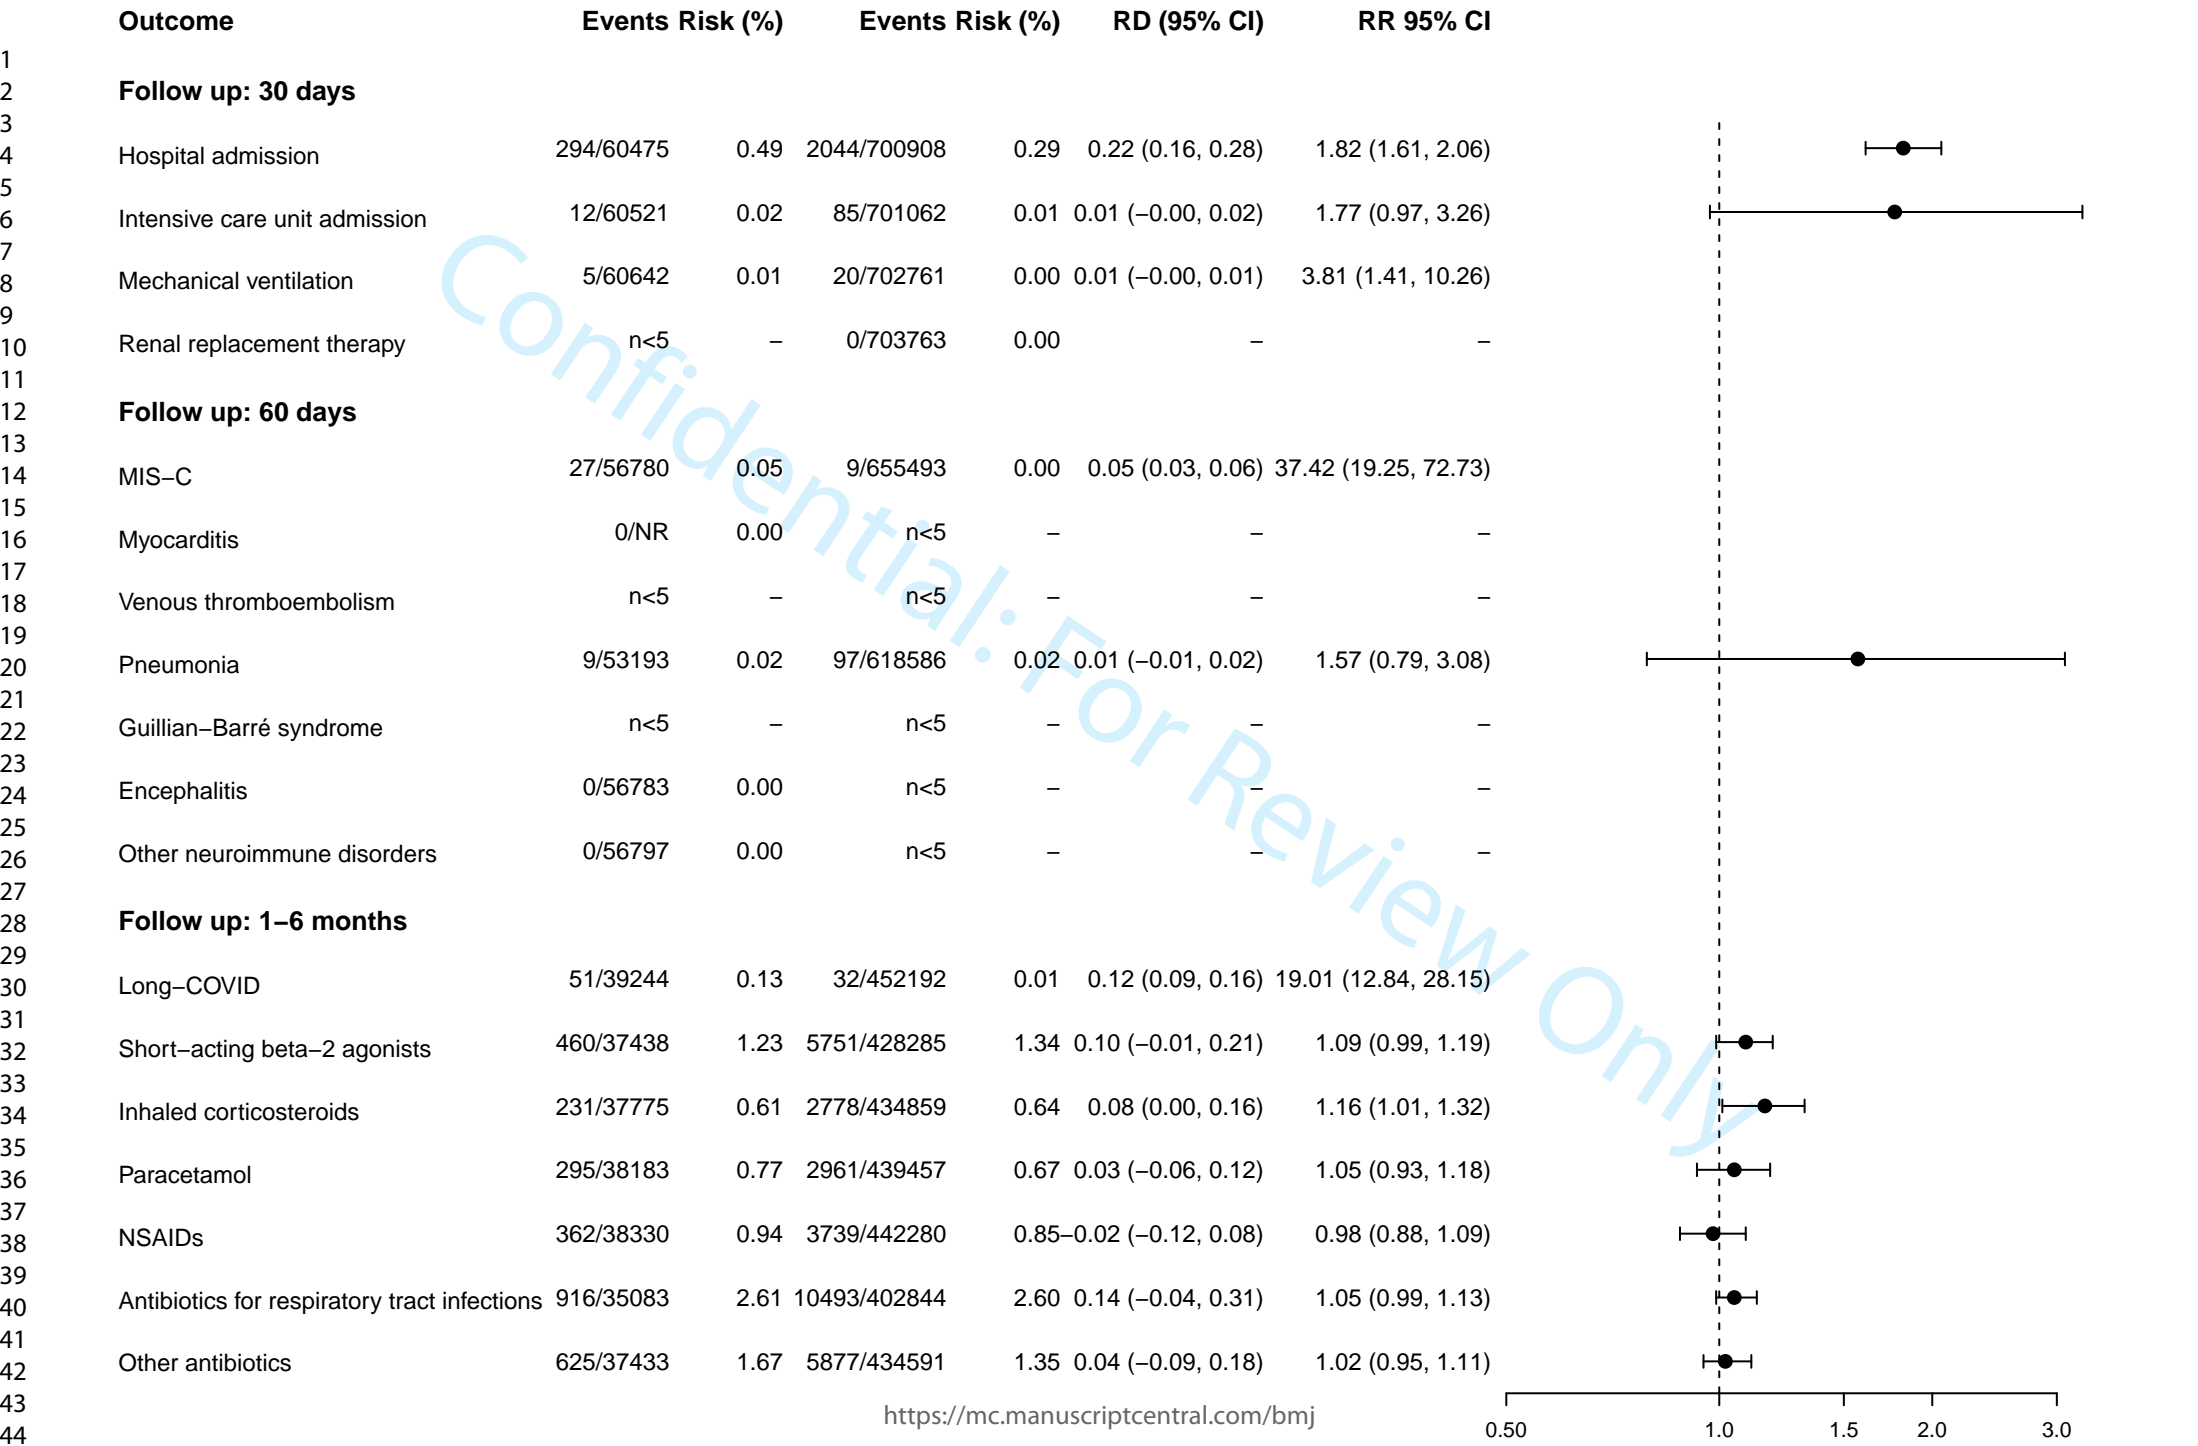 Outcome Events Risk (%) Events Risk (%) RD (95% CI) RR 95% CI
1
2 Follow up: 30 days
3
4 Hospital admission 294/60475 0.49 2044/700908 0.29 0.22 (0.16, 0.28) 1.82 (1.61, 2.06)
5
6 Intensive care unit admission 12/60521 0.02 85/701062 0.01 0.01 (−0.00, 0.02) 1.77 (0.97, 3.26)
7
8 Mechanical ventilation 5/60642 0.01 20/702761 0.00 0.01 (−0.00, 0.01) 3.81 (1.41, 10.26)
9
10 Renal replacement therapy n<5 − 0/703763 0.00 − −
11
12 Follow up: 60 days
13
14 MIS−C 27/56780 0.05 9/655493 0.00 0.05 (0.03, 0.06) 37.42 (19.25, 72.73)
15
16 Myocarditis 0/NR 0.00 n<5 − − −
17
18 Venous thromboembolism n<5 − n<5 − − −
19
20 Pneumonia 9/53193 0.02 97/618586 0.02 0.01 (−0.01, 0.02) 1.57 (0.79, 3.08)
21
22 Guillian−Barré syndrome n<5 − n<5 − − −
23
24 Encephalitis 0/56783 0.00 n<5 − − −
25
26 Other neuroimmune disorders 0/56797 0.00 n<5 − − −
27
28 Follow up: 1−6 months
29
30 Long−COVID 51/39244 0.13 32/452192 0.01 0.12 (0.09, 0.16) 19.01 (12.84, 28.15)
31
32 Short−acting beta−2 agonists 460/37438 1.23 5751/428285 1.34 0.10 (−0.01, 0.21) 1.09 (0.99, 1.19)
33
34 Inhaled corticosteroids 231/37775 0.61 2778/434859 0.64 0.08 (0.00, 0.16) 1.16 (1.01, 1.32)
35
36 Paracetamol 295/38183 0.77 2961/439457 0.67 0.03 (−0.06, 0.12) 1.05 (0.93, 1.18)
37
38 NSAIDs 362/38330 0.94 3739/442280 0.85 −0.02 (−0.12, 0.08) 0.98 (0.88, 1.09)
39
40 Antibiotics for respiratory tract infections 916/35083 2.61 10493/402844 2.60 0.14 (−0.04, 0.31) 1.05 (0.99, 1.13)
41
42 Other antibiotics 625/37433 1.67 5877/434591 1.35 0.04 (−0.09, 0.18) 1.02 (0.95, 1.11)
43
44
https://mc.manuscriptcentral.com/bmj
0.50 1.0 1.5 2.0 3.0
Confidential: For Review Only